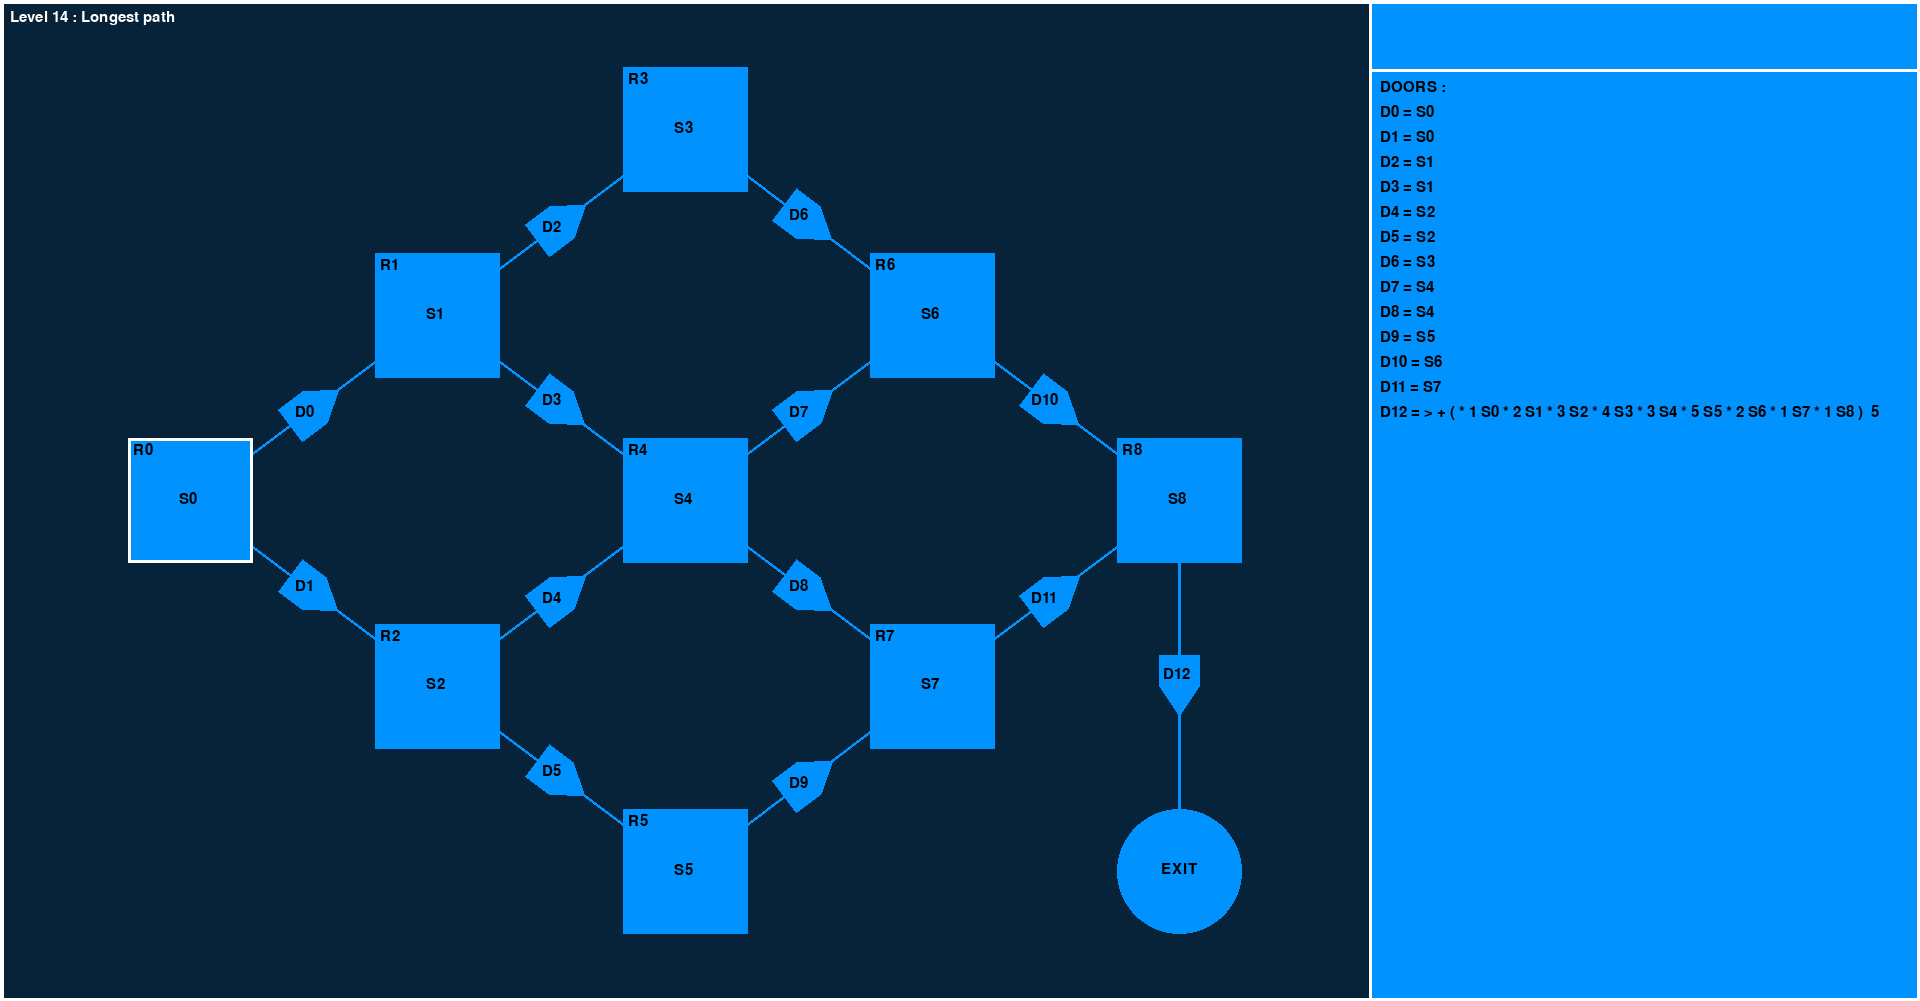 Level 14 : Longest path
R3
S3
D2
D6
R1
S1
R6
S6
D0
D3
D7
D10
R0
S0
R4
S4
R8
S8
D1
D4
D8
D11
R2
S2
R7
S7
D12
D5
D9
R5
S5
EXIT
DOORS :
D0 = S0
D1 = S0
D2 = S1
D3 = S1
D4 = S2
D5 = S2
D6 = S3
D7 = S4
D8 = S4
D9 = S5
D10 = S6
D11 = S7
D12 = > + ( * 1 S0 * 2 S1 * 3 S2 * 4 S3 * 3 S4 * 5 S5 * 2 S6 * 1 S7 * 1 S8 ) 5